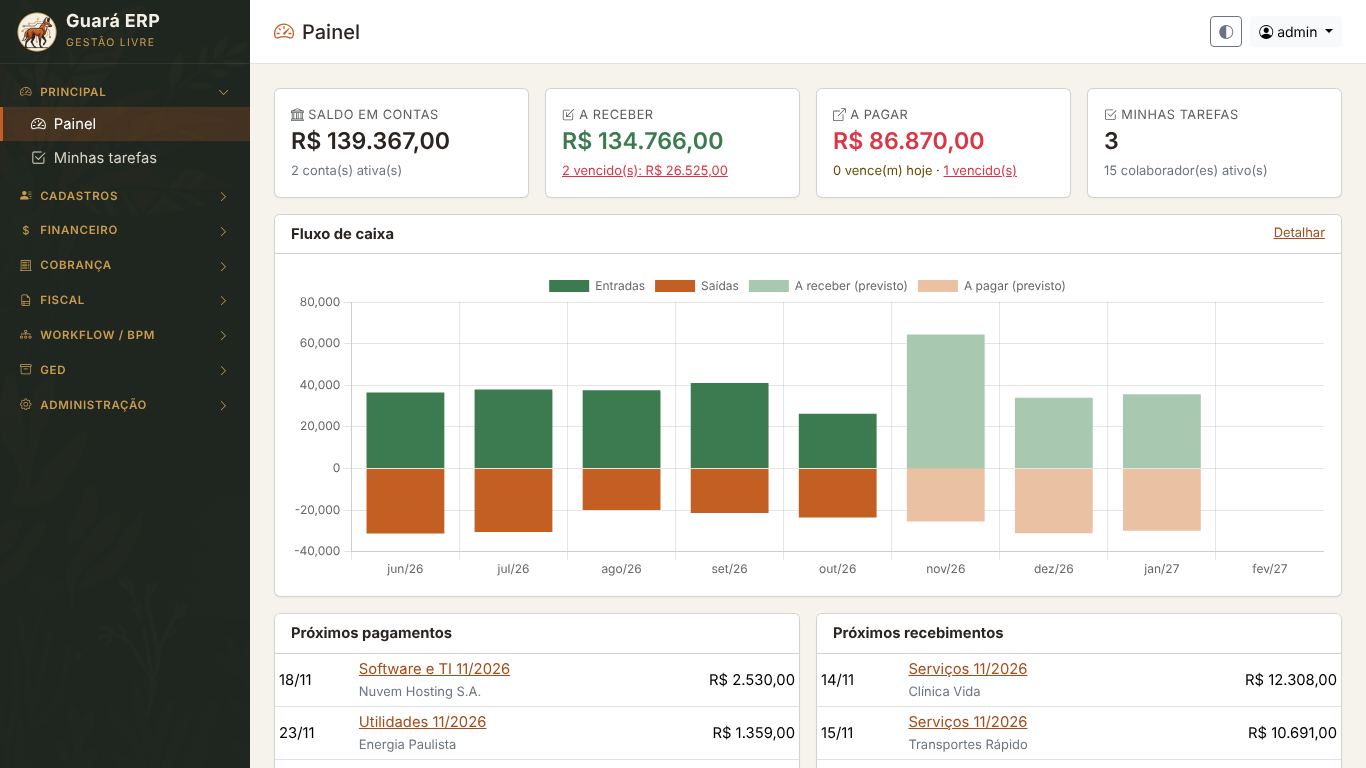 Guará ERP
GESTÃO LIVRE
PRINCIPAL
Painel
Minhas tarefas
CADASTROS
FINANCEIRO
COBRANÇA
FISCAL
WORKFLOW / BPM
GED
ADMINISTRAÇÃO
Painel
admin
SALDO EM CONTAS
R$ 139.367,00
2 conta(s) ativa(s)
A RECEBER
R$ 134.766,00
2 vencido(s): R$ 26.525,00
A PAGAR
R$ 86.870,00
0 vence(m) hoje · 1 vencido(s)
MINHAS TAREFAS
3
15 colaborador(es) ativo(s)
Fluxo de caixa
Detalhar
Entradas Saídas A receber (previsto) A pagar (previsto)
80,000
60,000
40,000
20,000
0
-20,000
-40,000
jun/26 jul/26 ago/26 set/26 out/26 nov/26 dez/26 jan/27 fev/27
Próximos pagamentos
18/11 Software e TI 11/2026 R$ 2.530,00
Nuvem Hosting S.A.
23/11 Utilidades 11/2026 R$ 1.359,00
Energia Paulista
Próximos recebimentos
14/11 Serviços 11/2026 R$ 12.308,00
Clínica Vida
15/11 Serviços 11/2026 R$ 10.691,00
Transportes Rápido